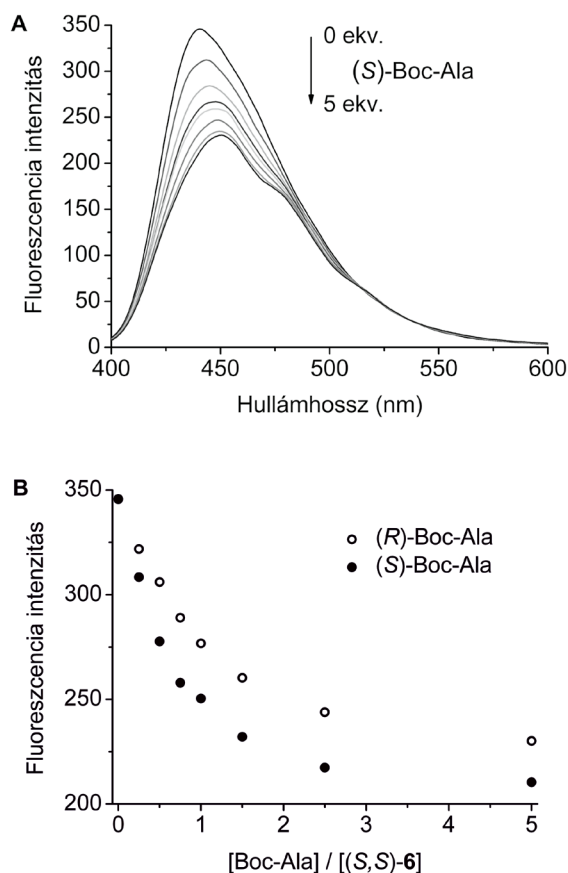 A
350
300
250
200
150
100
50
0
Fluoreszcencia intenzitás
0 ekv.
(S)-Boc-Ala
5 ekv.
400
450
500
550
600
Hullámhossz (nm)
B
350
300
250
200
Fluoreszcencia intenzitás
(R)-Boc-Ala
(S)-Boc-Ala
0
1
2
3
4
5
[Boc-Ala] / [(S,S)-6]